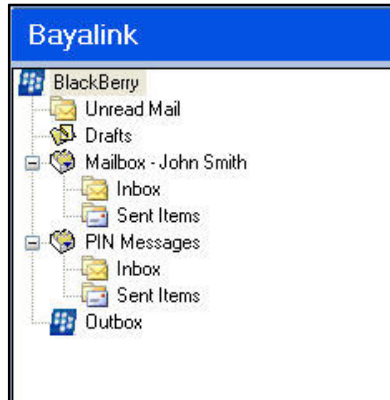 Bayalink
BlackBerry
Unread Mail
Drafts
Mailbox - John Smith
Inbox
Sent Items
PIN Messages
Inbox
Sent Items
Outbox